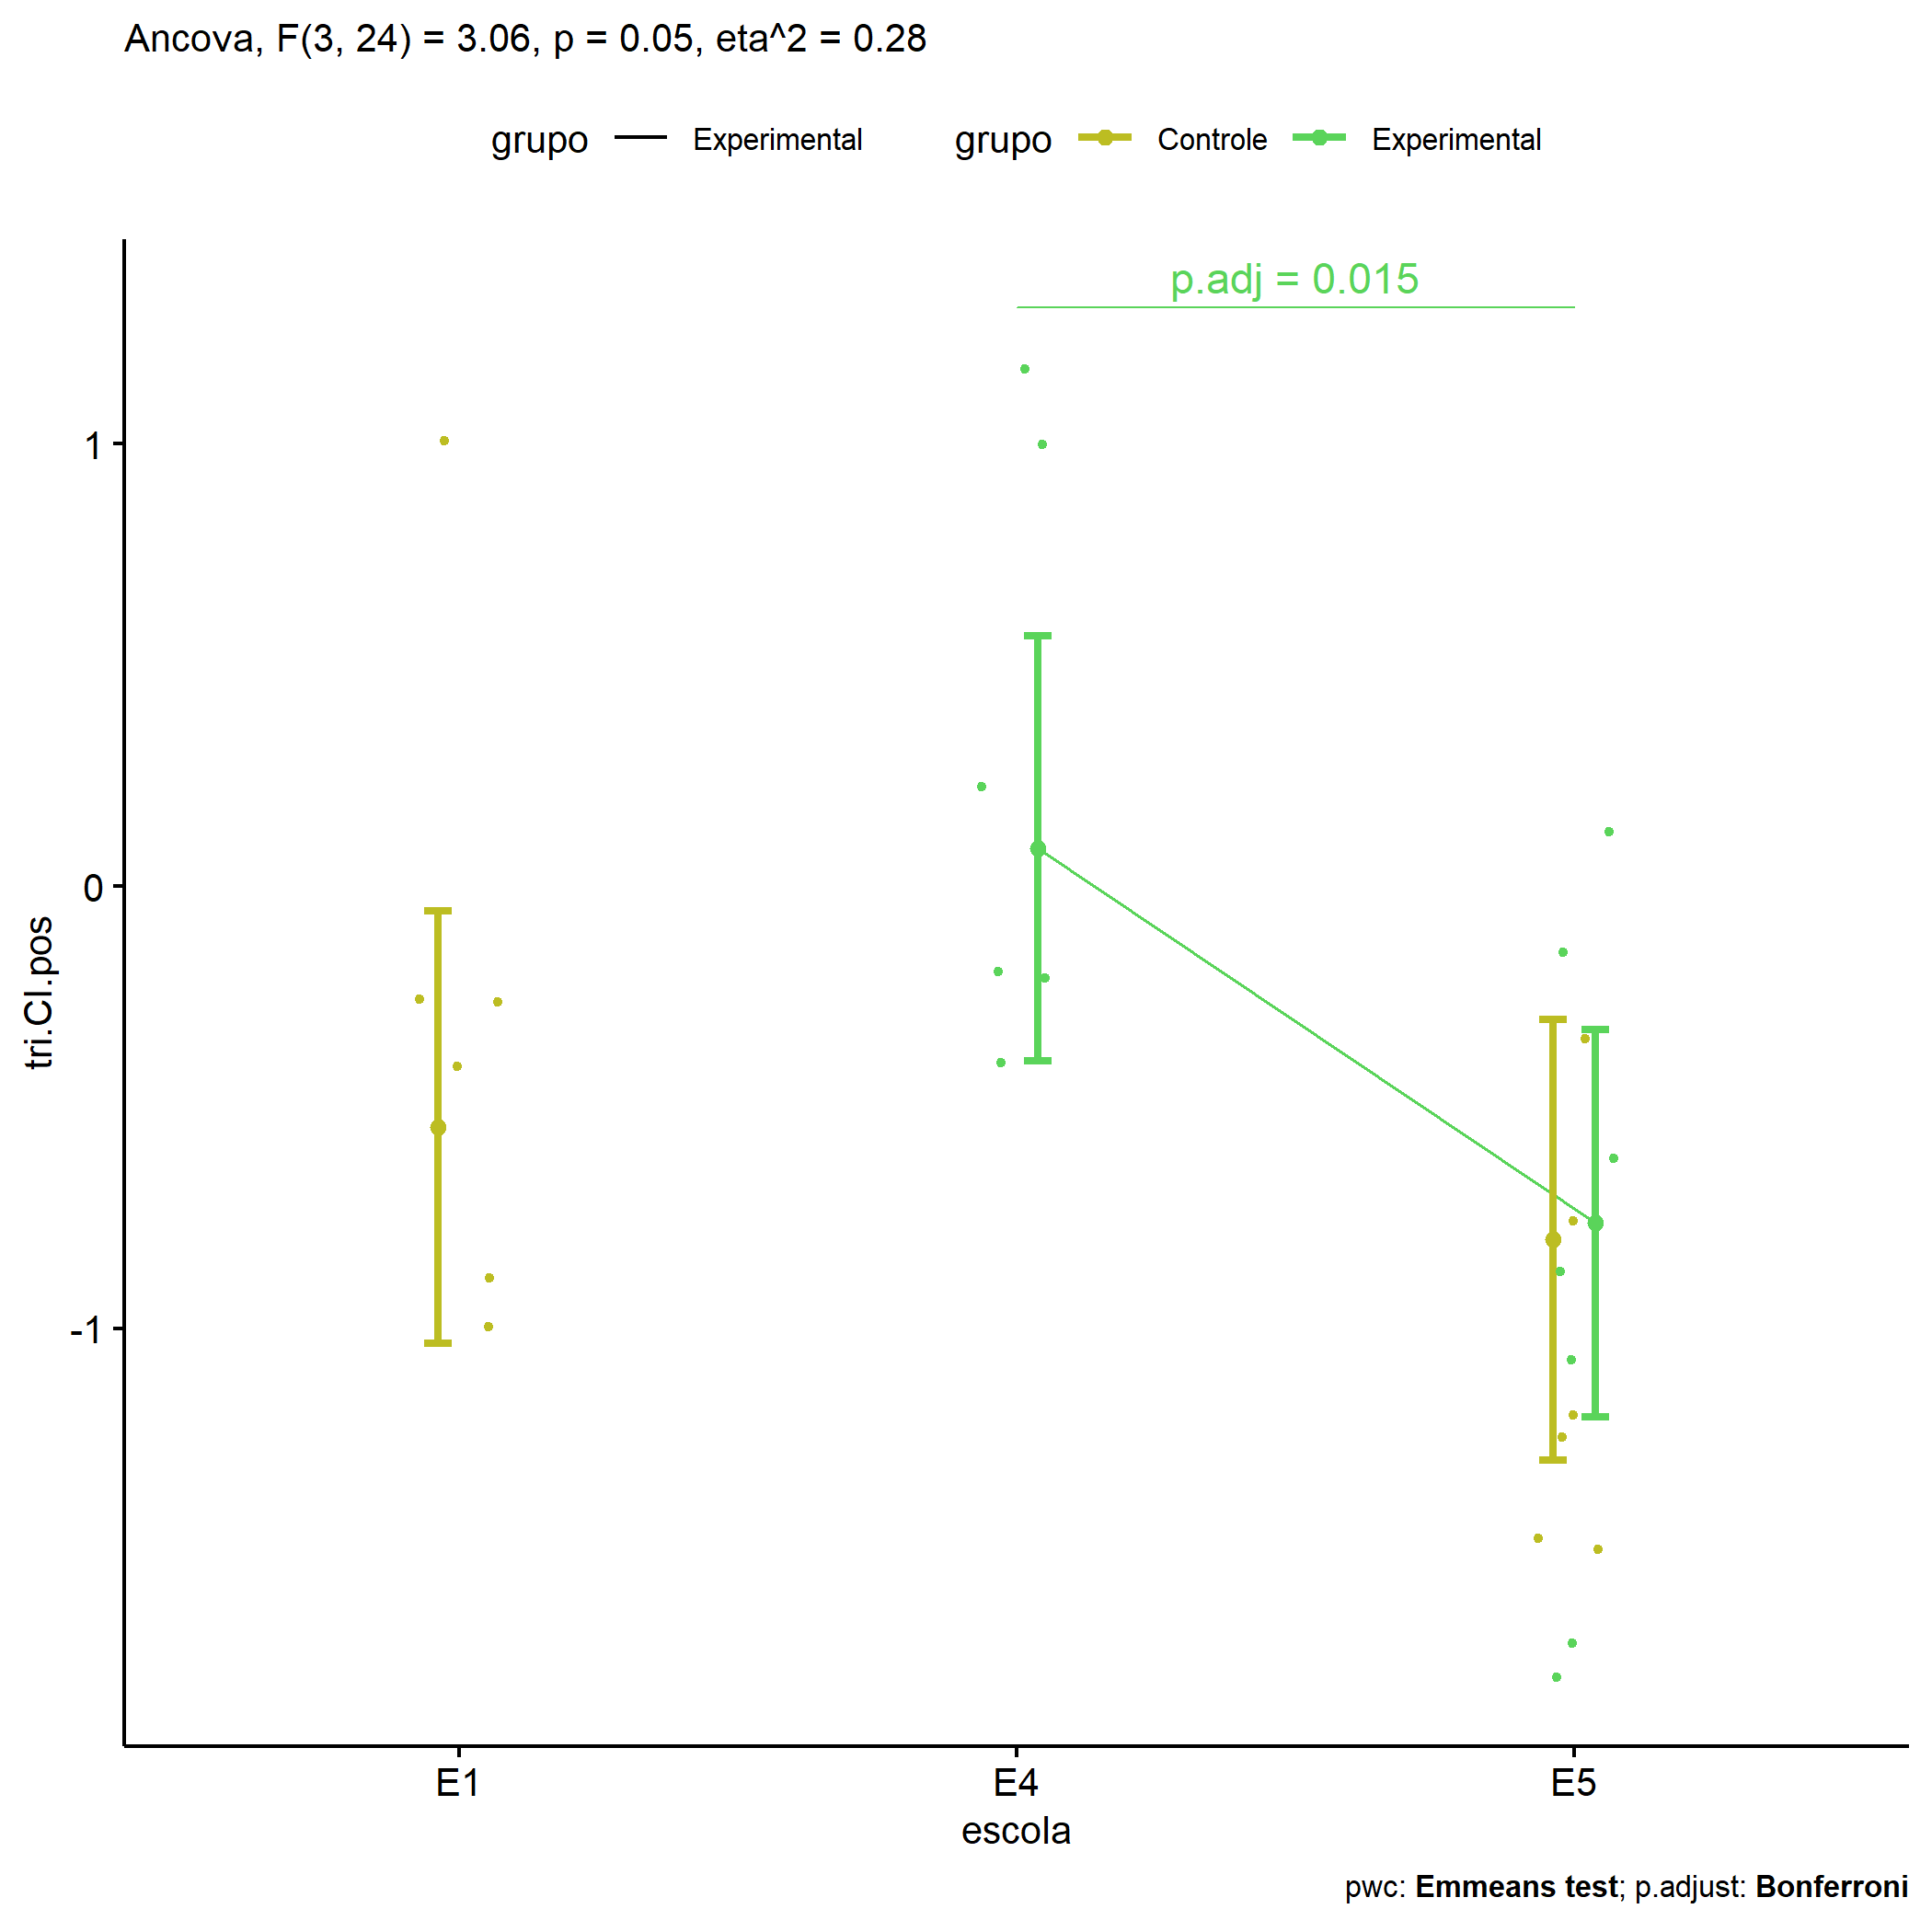 Ancova, F(3, 24) = 3.06, p = 0.05, eta^2 = 0.28
grupo Experimental grupo Controle Experimental
p.adj = 0.015
1
0
-1
tri.CI.pos
E1 E4 E5
escola
pwc: Emmeans test; p.adjust: Bonferroni